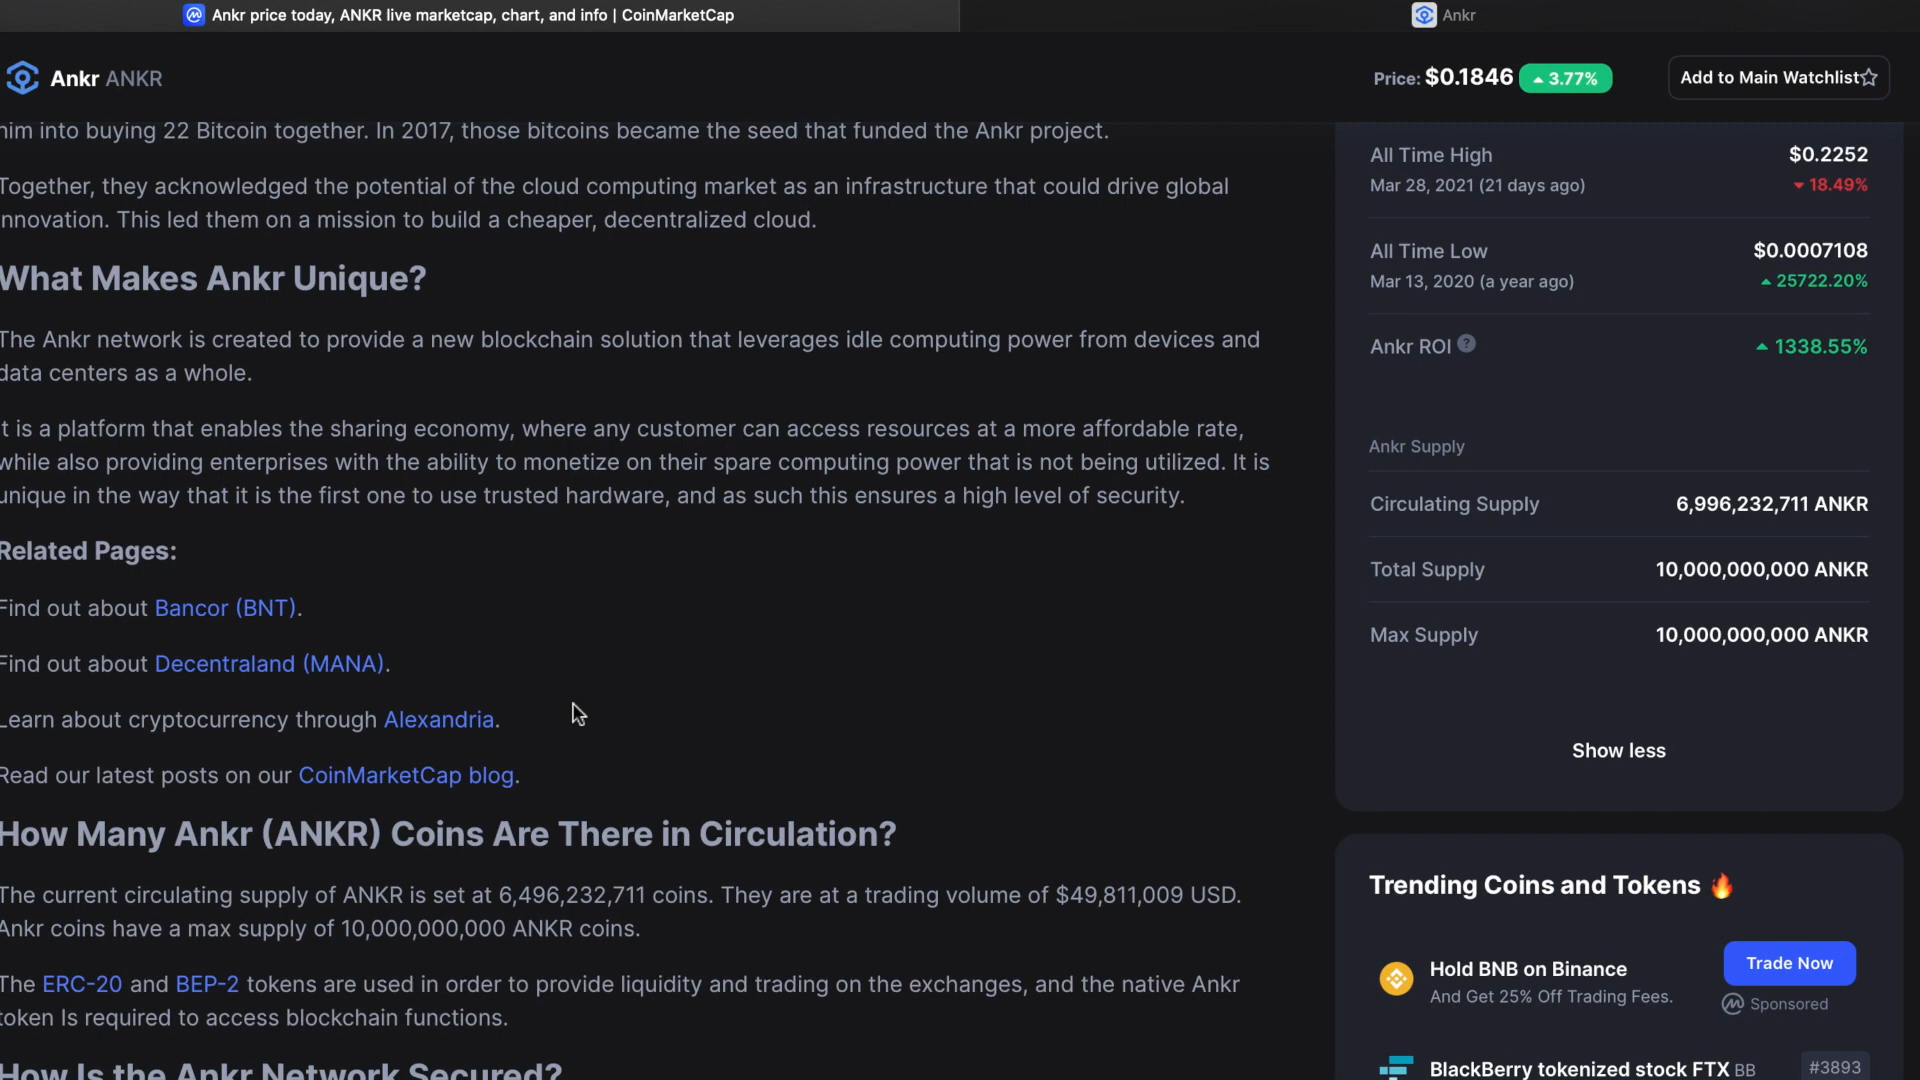 Ankr price today, ANKR live marketcap, chart, and info | CoinMarketCap
Ankr
Ankr ANKR
Price: $0.1846 3.77%
Add to Main Watchlist
him into buying 22 Bitcoin together. In 2017, those bitcoins became the seed that funded the Ankr project.
Together, they acknowledged the potential of the cloud computing market as an infrastructure that could drive global
innovation. This led them on a mission to build a cheaper, decentralized cloud.
What Makes Ankr Unique?
The Ankr network is created to provide a new blockchain solution that leverages idle computing power from devices and
data centers as a whole.
It is a platform that enables the sharing economy, where any customer can access resources at a more affordable rate,
while also providing enterprises with the ability to monetize on their spare computing power that is not being utilized. It is
unique in the way that it is the first one to use trusted hardware, and as such this ensures a high level of security.
Related Pages:
Find out about Bancor (BNT).
Find out about Decentraland (MANA).
Learn about cryptocurrency through Alexandria.
Read our latest posts on our CoinMarketCap blog.
How Many Ankr (ANKR) Coins Are There in Circulation?
The current circulating supply of ANKR is set at 6,496,232,711 coins. They are at a trading volume of $49,811,009 USD.
Ankr coins have a max supply of 10,000,000,000 ANKR coins.
The ERC-20 and BEP-2 tokens are used in order to provide liquidity and trading on the exchanges, and the native Ankr
token Is required to access blockchain functions.
How Is the Ankr Network Secured?
All Time High $0.2252
Mar 28, 2021 (21 days ago) 18.49%
All Time Low $0.0007108
Mar 13, 2020 (a year ago) 25722.20%
Ankr ROI ? 1338.55%
Ankr Supply
Circulating Supply 6,996,232,711 ANKR
Total Supply 10,000,000,000 ANKR
Max Supply 10,000,000,000 ANKR
Show less
Trending Coins and Tokens 🔥
Hold BNB on Binance
And Get 25% Off Trading Fees.
Trade Now
Sponsored
BlackBerry tokenized stock FTX BB #3893